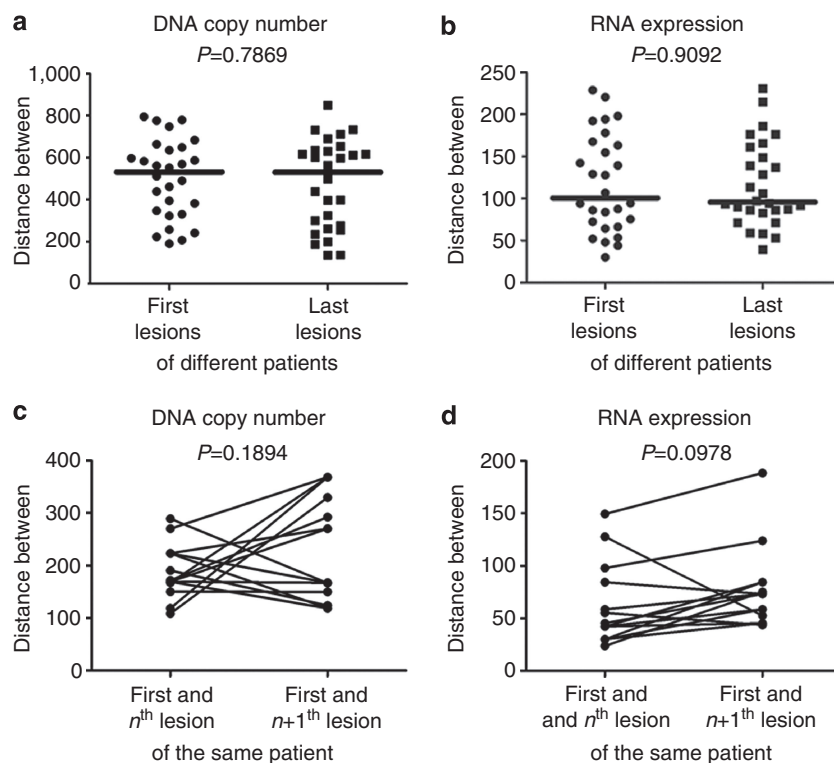 a
DNA copy number
P=0.7869
Distance between
1,000
800
600
400
200
0
First
lesions
Last
lesions
of different patients
b
RNA expression
P=0.9092
Distance between
250
200
150
100
50
0
First
lesions
Last
lesions
of different patients
c
DNA copy number
P=0.1894
Distance between
400
300
200
100
0
First and
nth lesion
First and
n+1th lesion
of the same patient
d
RNA expression
P=0.0978
Distance between
200
150
100
50
0
First and
and nth lesion
First and
n+1th lesion
of the same patient